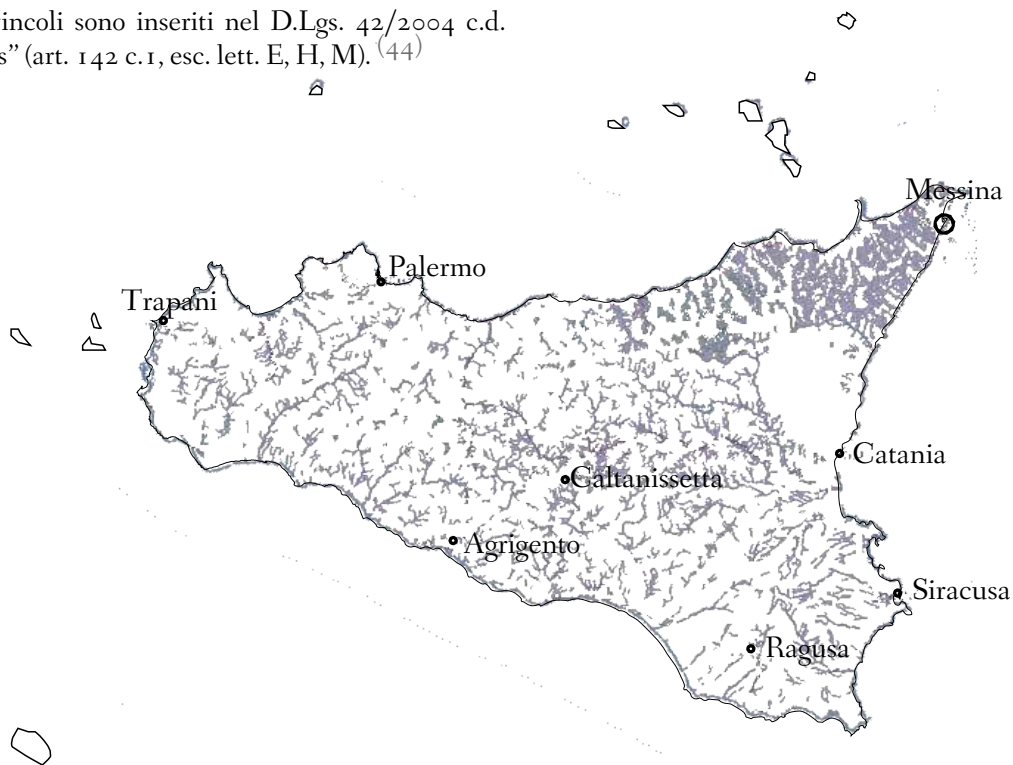 incoli sono inseriti nel D.Lgs. 42/2004 c.d.
s” (art. 142 c.1, esc. lett. E, H, M). (44)
Messina
Palermo
Trapani
Catania
Caltanissetta
Agrigento
Siracusa
Ragusa